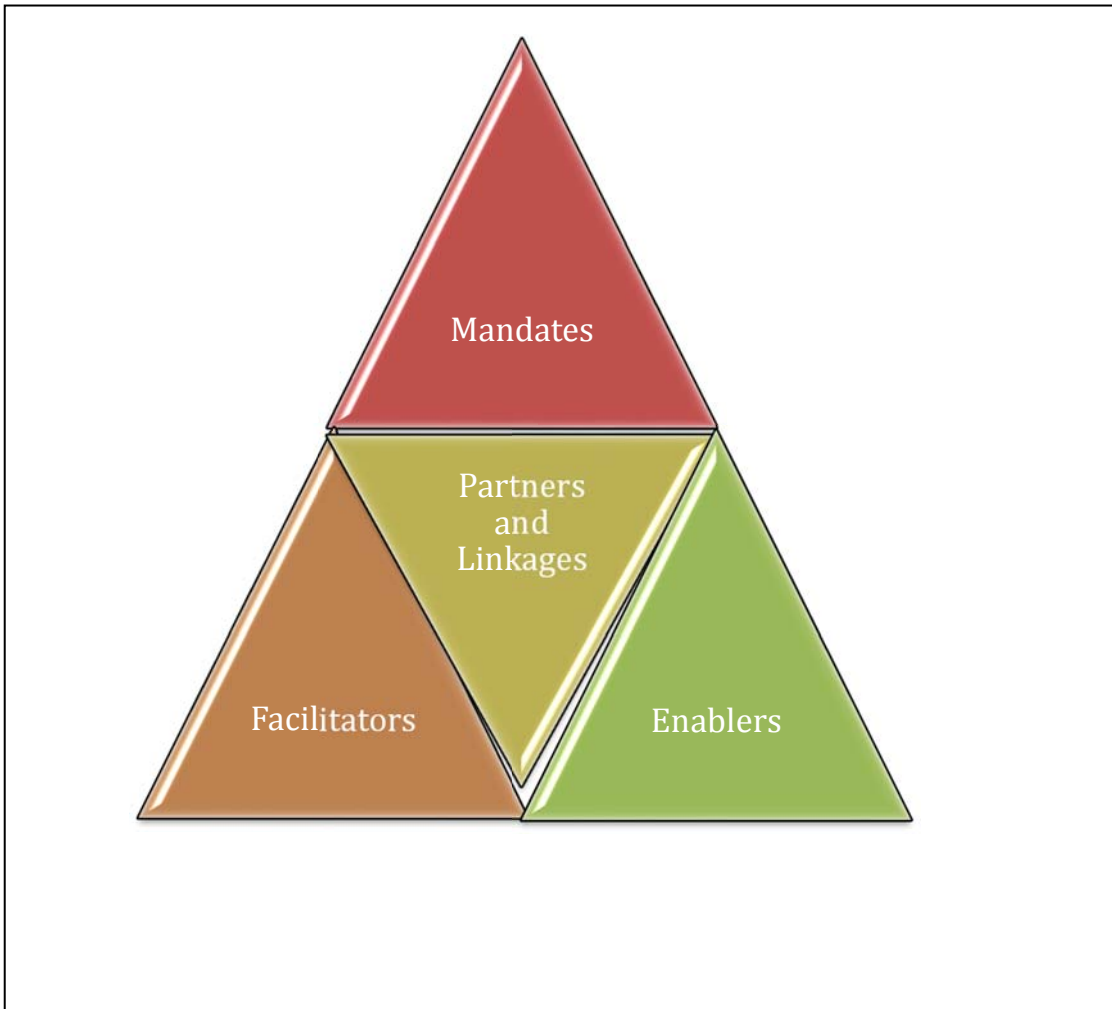 Mandates
Partners
and
Linkages
Facilitators
Enablers